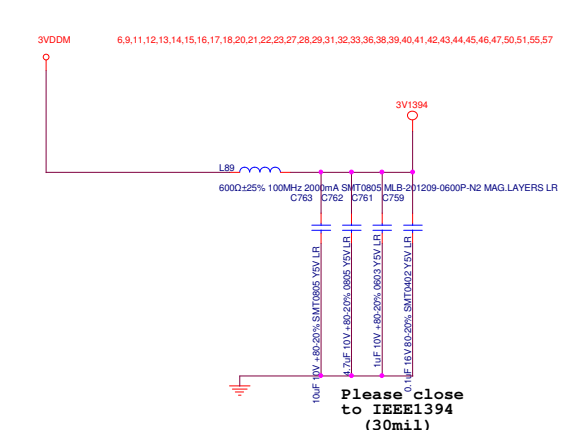 3VDDM
6,9,11,12,13,14,15,16,17,18,20,21,22,23,27,28,29,31,32,33,36,38,39,40,41,42,43,44,45,46,47,50,51,55,57
3V1394
L89
600Ω±25% 100MHz 2000mA SMT0805 MLB-201209-0600P-N2 MAG.LAYERS LR
C763 C762 C761 C759
10uF 10V +80-20% SMT0805 Y5V LR
4.7uF 10V +80-20% 0805 Y5V LR
1uF 10V +80-20% 0603 Y5V LR
0.1uF 16V 80-20% SMT0402 Y5V LR
Please close
to IEEE1394
(30mil)